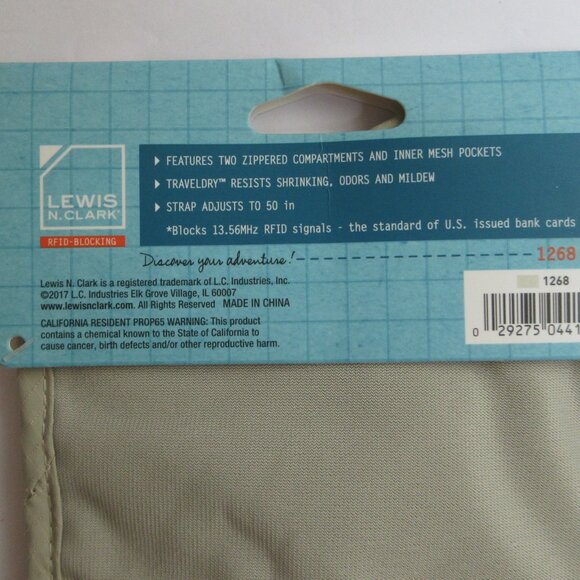 LEWIS
N. CLARK®
RFID-BLOCKING
FEATURES TWO ZIPPERED COMPARTMENTS AND INNER MESH POCKETS
TRAVELDRY™ RESISTS SHRINKING, ODORS AND MILDEW
STRAP ADJUSTS TO 50 in
*Blocks 13.56MHz RFID signals - the standard of U.S. issued bank cards
Discover your adventure!
1268
Lewis N. Clark is a registered trademark of L.C. Industries, Inc.
©2017 L.C. Industries Elk Grove Village, IL 60007
www.lewisnclark.com. All Rights Reserved MADE IN CHINA
CALIFORNIA RESIDENT PROP65 WARNING: This product
contains a chemical known to the State of California to
cause cancer, birth defects and/or other reproductive harm.
1268
0 29275 0441